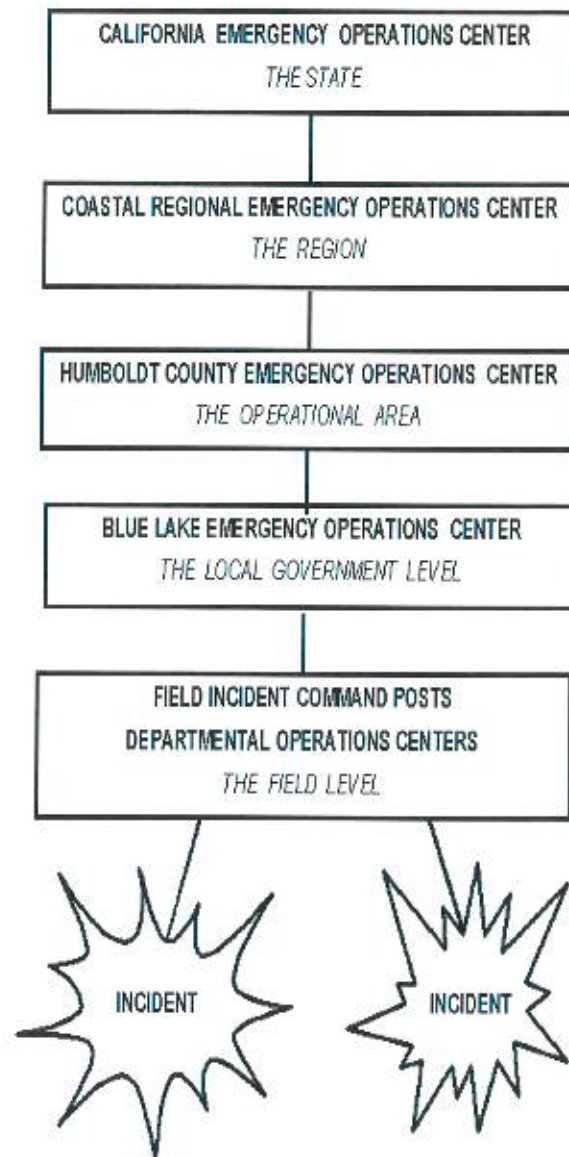 CALIFORNIA EMERGENCY OPERATIONS CENTER
THE STATE
COASTAL REGIONAL EMERGENCY OPERATIONS CENTER
THE REGION
HUMBOLDT COUNTY EMERGENCY OPERATIONS CENTER
THE OPERATIONAL AREA
BLUE LAKE EMERGENCY OPERATIONS CENTER
THE LOCAL GOVERNMENT LEVEL
FIELD INCIDENT COMMAND POSTS
DEPARTMENTAL OPERATIONS CENTERS
THE FIELD LEVEL
INCIDENT
INCIDENT